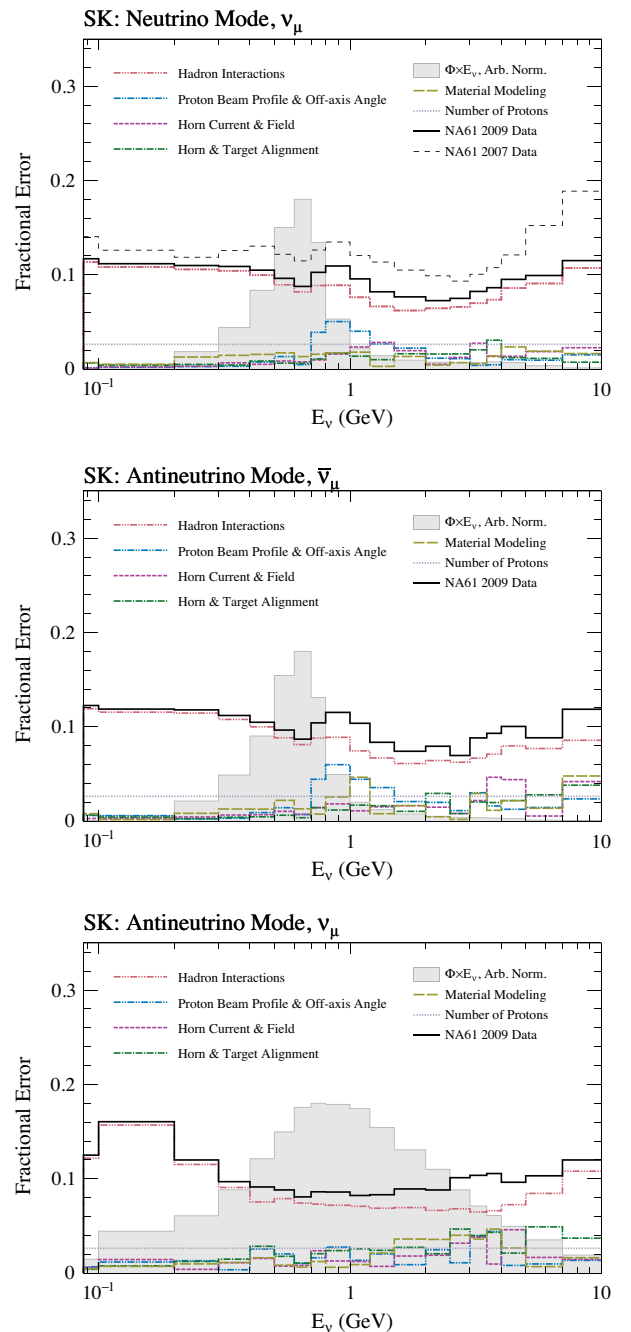 SK: Neutrino Mode, ν_μ
0.3
0.2
0.1
0
Fractional Error
Hadron Interactions
Proton Beam Profile & Off-axis Angle
Horn Current & Field
Horn & Target Alignment
Φ×E_ν, Arb. Norm.
Material Modeling
Number of Protons
NA61 2009 Data
NA61 2007 Data
10⁻¹ 1 10
E_ν (GeV)
SK: Antineutrino Mode, ν̅_μ
0.3
0.2
0.1
0
Fractional Error
Hadron Interactions
Proton Beam Profile & Off-axis Angle
Horn Current & Field
Horn & Target Alignment
Φ×E_ν, Arb. Norm.
Material Modeling
Number of Protons
NA61 2009 Data
10⁻¹ 1 10
E_ν (GeV)
SK: Antineutrino Mode, ν_μ
0.3
0.2
0.1
0
Fractional Error
Hadron Interactions
Proton Beam Profile & Off-axis Angle
Horn Current & Field
Horn & Target Alignment
Φ×E_ν, Arb. Norm.
Material Modeling
Number of Protons
NA61 2009 Data
10⁻¹ 1 10
E_ν (GeV)